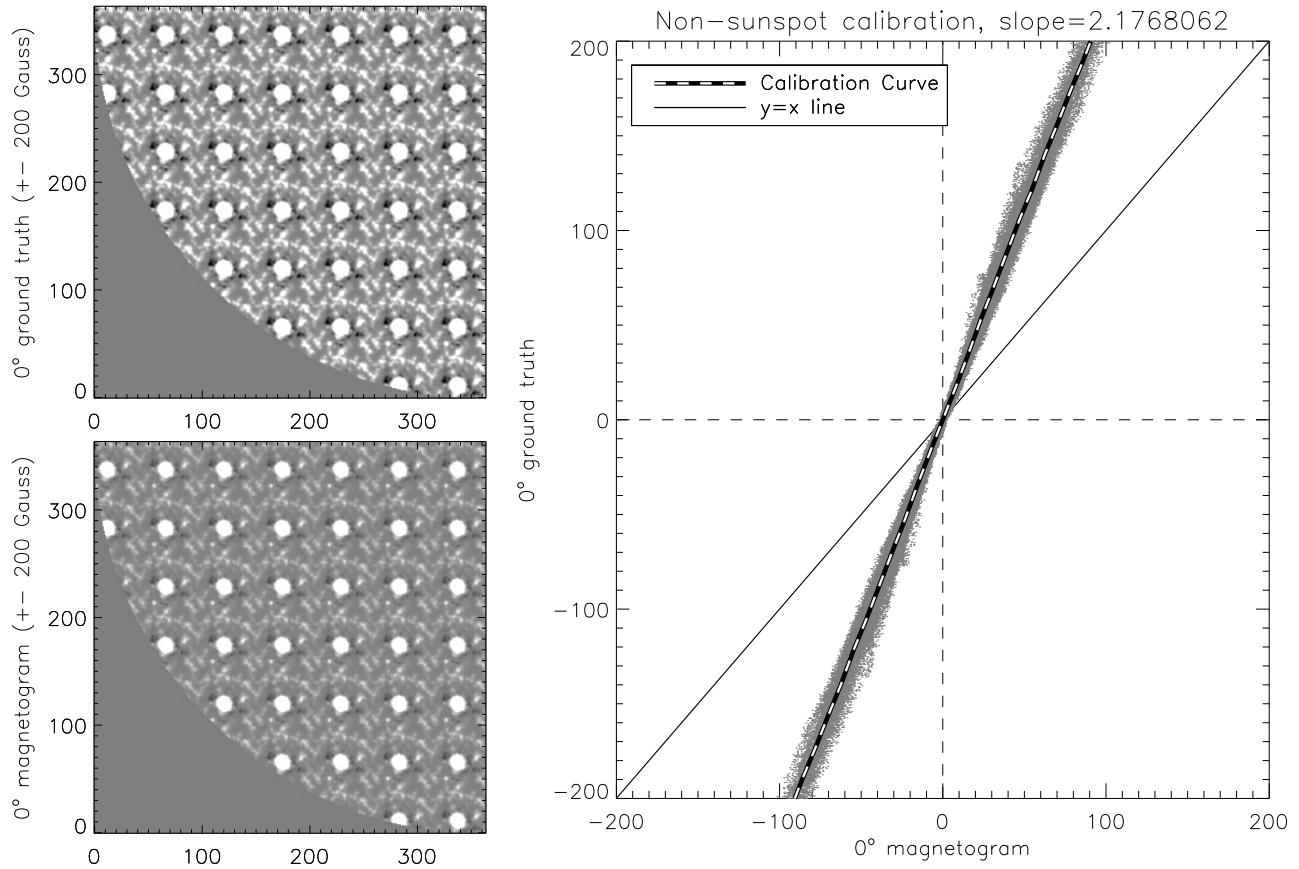 0° ground truth (+− 200 Gauss)
300
200
100
0
0 100 200 300
0° magnetogram (+− 200 Gauss)
300
200
100
0
0 100 200 300
Non−sunspot calibration, slope=2.1768062
Calibration Curve
y=x line
0° ground truth
200
100
0
−100
−200
−200 −100 0 100 200
0° magnetogram